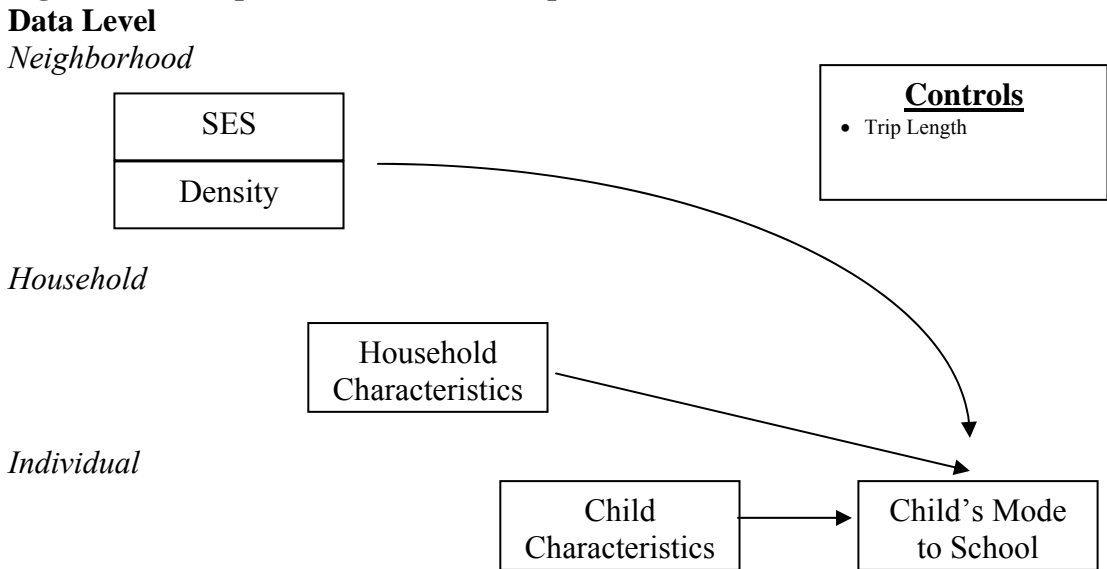 Data Level
Neighborhood
Controls
• Trip Length
SES
Density
Household
Household
Characteristics
Individual
Child
Characteristics
Child’s Mode
to School